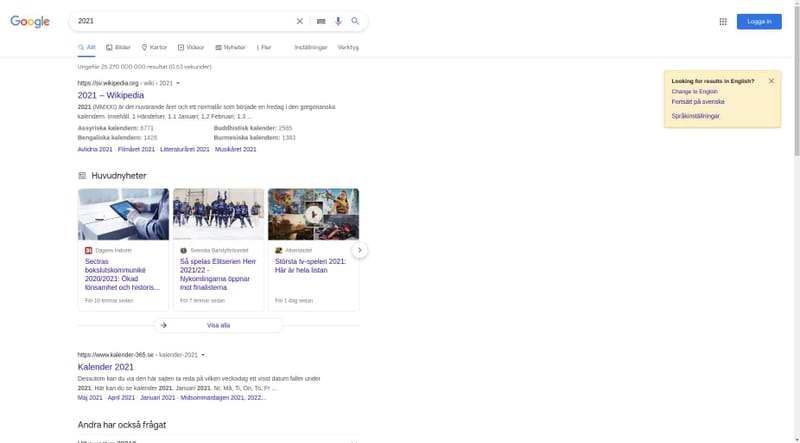 Google
2021
Logga in
Allt
Bilder
Kartor
Videor
Nyheter
Fler
Inställningar
Verktyg
Ungefär 25 270 000 000 resultat (0,63 sekunder)
https://sv.wikipedia.org › wiki › 2021
2021 – Wikipedia
2021 (MMXXI) är det nuvarande året och ett normalår som började en fredag i den gregorianska
kalendern. Innehåll. 1 Händelser. 1.1 Januari; 1.2 Februari; 1.3 ...
Assyriska kalendern: 6771
Buddhistisk kalender: 2565
Bengaliska kalendern: 1428
Burmesiska kalendern: 1383
Avlidna 2021 · Filmåret 2021 · Litteraturåret 2021 · Musikåret 2021
Looking for results in English?
Change to English
Fortsätt på svenska
Språkinställningar
Huvudnyheter
Dagens Industri
Sectras
bokslutskommuniké
2020/2021: Ökad
lönsamhet och historis...
För 10 timmar sedan
Svenska Bandyförbundet
Så spelas Elitserien Herr
2021/22 -
Nykomlingarna öppnar
mot finalisterna
För 7 timmar sedan
Aftonbladet
Största tv-spelen 2021:
Här är hela listan
För 1 dag sedan
Visa alla
https://www.kalender-365.se › kalender-2021
Kalender 2021
Dessutom kan du via den här sajten ta reda på vilken veckodag ett visst datum faller under
2021. Här kan du se kalender 2021. Januari 2021. Nr, Må, Ti, On, To, Fr ...
Maj 2021 · April 2021 · Januari 2021 · Midsommardagen 2021, 2022...
Andra har också frågat